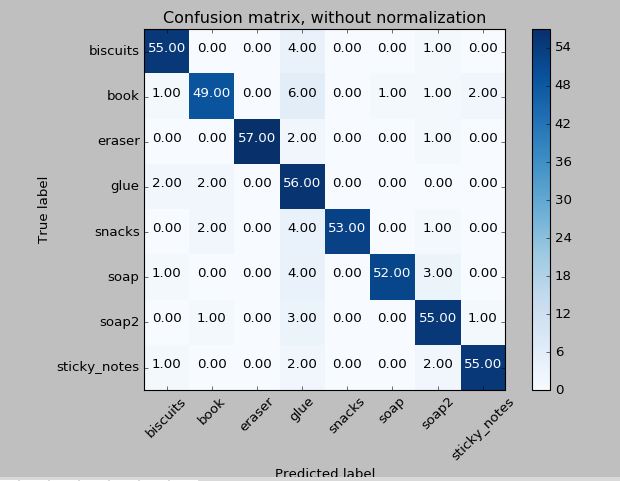 Confusion matrix, without normalization
biscuits 55.00 0.00 0.00 4.00 0.00 0.00 1.00 0.00
book 1.00 49.00 0.00 6.00 0.00 1.00 1.00 2.00
eraser 0.00 0.00 57.00 2.00 0.00 0.00 1.00 0.00
glue 2.00 2.00 0.00 56.00 0.00 0.00 0.00 0.00
snacks 0.00 2.00 0.00 4.00 53.00 0.00 1.00 0.00
soap 1.00 0.00 0.00 4.00 0.00 52.00 3.00 0.00
soap2 0.00 1.00 0.00 3.00 0.00 0.00 55.00 1.00
sticky_notes 1.00 0.00 0.00 2.00 0.00 0.00 2.00 55.00
True label
biscuits book eraser glue snacks soap soap2 sticky_notes
Predicted label
54
48
42
36
30
24
18
12
6
0